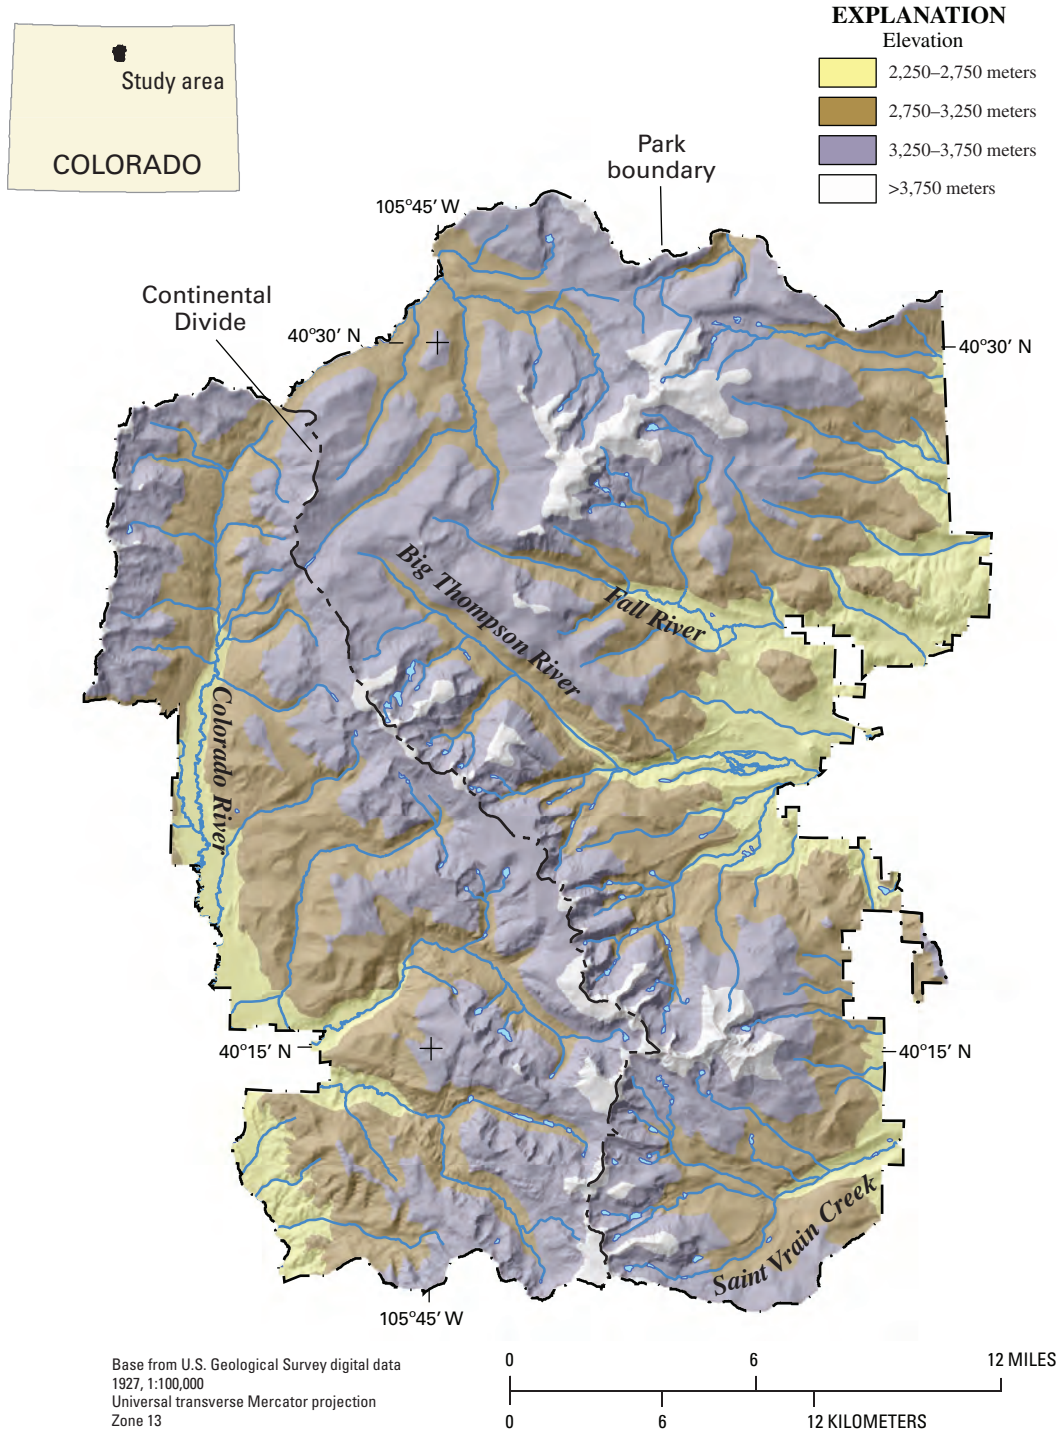 EXPLANATION
Elevation
2,250–2,750 meters
2,750–3,250 meters
3,250–3,750 meters
>3,750 meters
Study area
COLORADO
Park
boundary
105°45′ W
Continental
Divide
40°30′ N
40°30′ N
Big Thompson River
Fall River
Colorado River
40°15′ N
40°15′ N
Saint Vrain Creek
105°45′ W
Base from U.S. Geological Survey digital data
1927, 1:100,000
Universal transverse Mercator projection
Zone 13
0 6 12 MILES
0 6 12 KILOMETERS